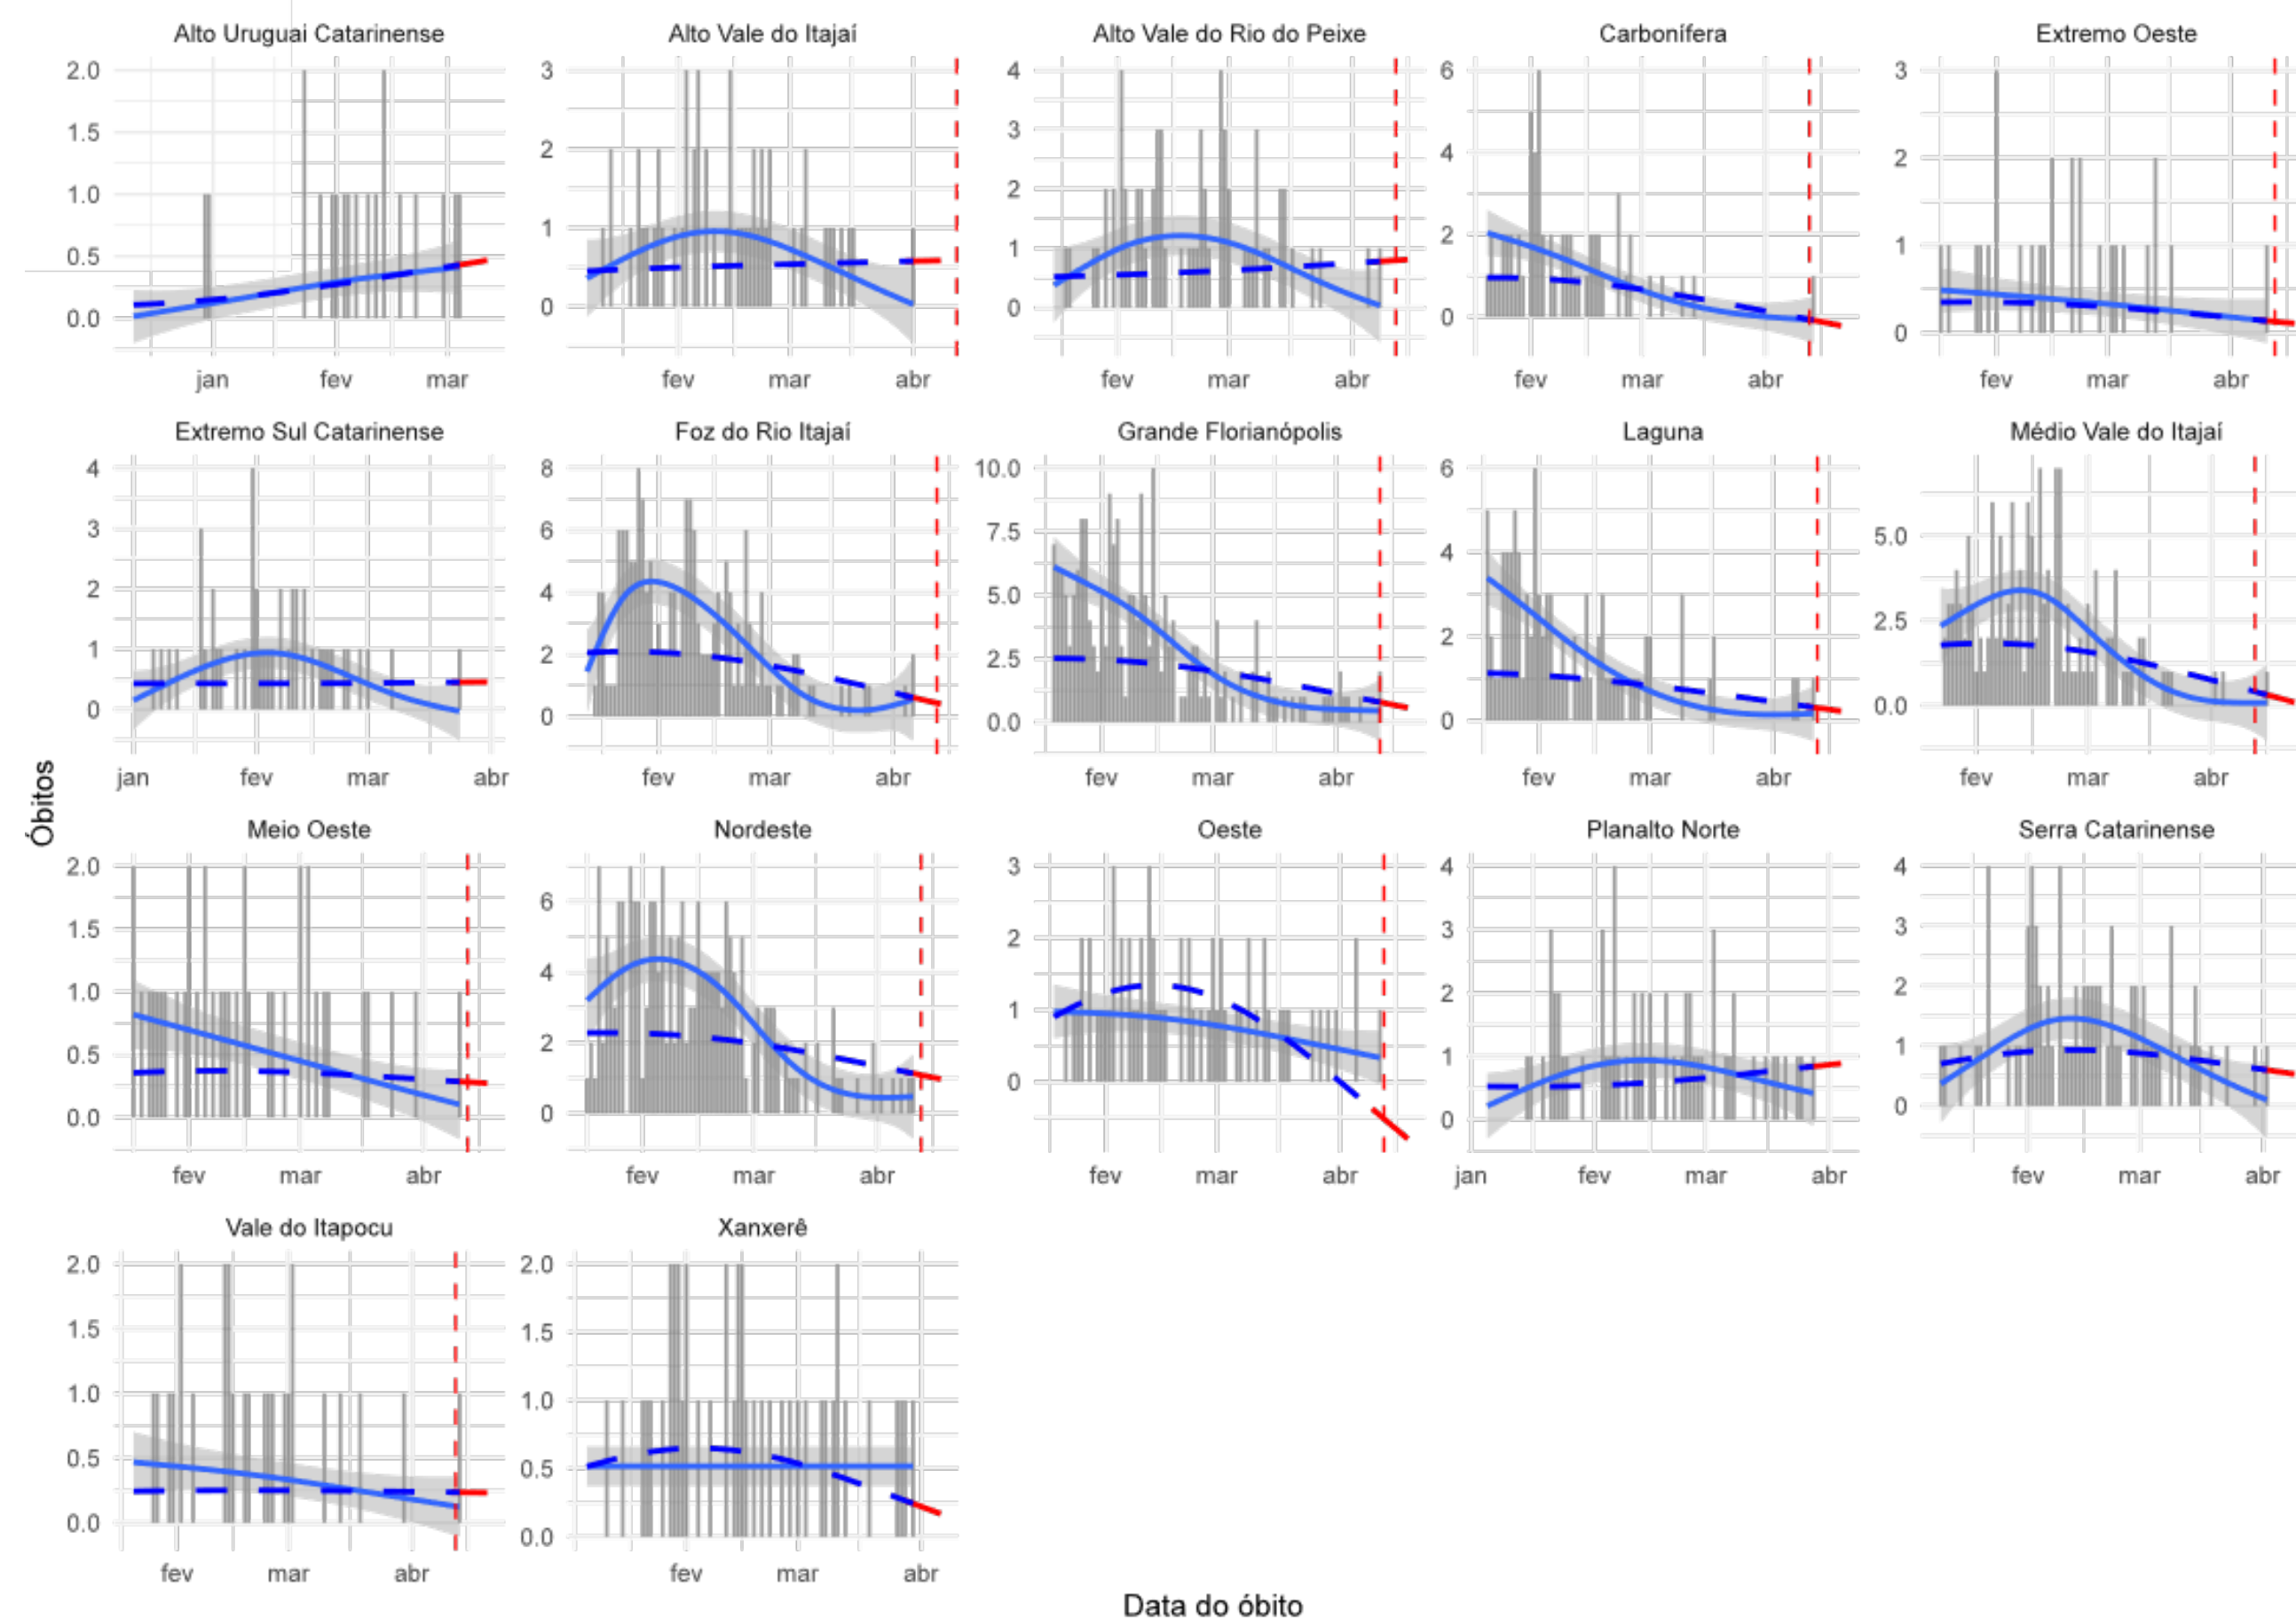 Alto Uruguai Catarinense
2.0
1.5
1.0
0.5
0.0
jan fev mar
Alto Vale do Itajaí
3
2
1
0
fev mar abr
Alto Vale do Rio do Peixe
4
3
2
1
0
fev mar abr
Carbonífera
6
4
2
0
fev mar abr
Extremo Oeste
3
2
1
0
fev mar abr
Óbitos
Extremo Sul Catarinense
4
3
2
1
0
jan fev mar abr
Foz do Rio Itajaí
8
6
4
2
0
fev mar abr
Grande Florianópolis
10.0
7.5
5.0
2.5
0.0
fev mar abr
Laguna
6
4
2
0
fev mar abr
Médio Vale do Itajaí
5.0
2.5
0.0
fev mar abr
Meio Oeste
2.0
1.5
1.0
0.5
0.0
fev mar abr
Nordeste
6
4
2
0
fev mar abr
Oeste
3
2
1
0
fev mar abr
Planalto Norte
4
3
2
1
0
jan fev mar abr
Serra Catarinense
4
3
2
1
0
fev mar abr
Vale do Itapocu
2.0
1.5
1.0
0.5
0.0
fev mar abr
Xanxerê
2.0
1.5
1.0
0.5
0.0
fev mar abr
Data do óbito